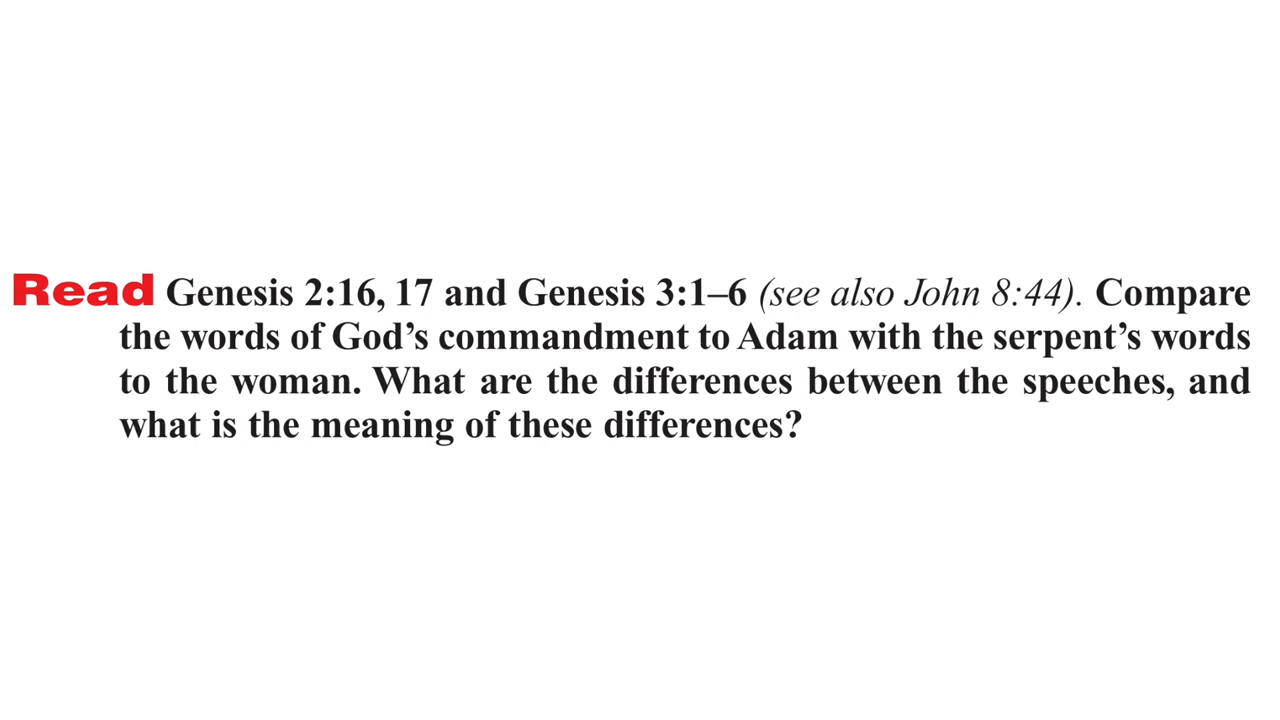 Read Genesis 2:16, 17 and Genesis 3:1–6 (see also John 8:44). Compare
the words of God’s commandment to Adam with the serpent’s words
to the woman. What are the differences between the speeches, and
what is the meaning of these differences?